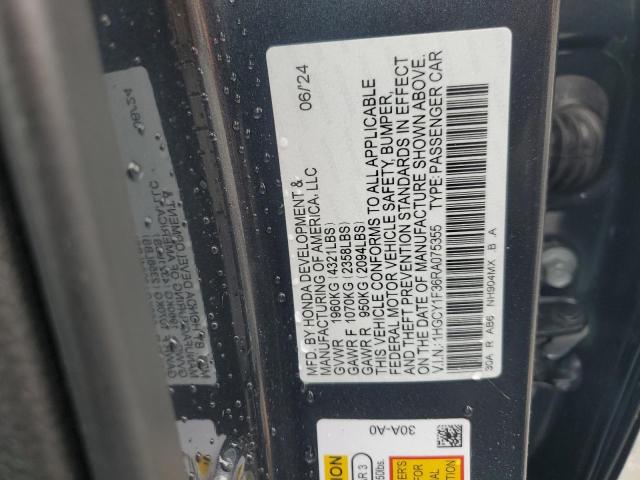 MFD. BY HONDA DEVELOPMENT & 06/'24
MANUFACTURING OF AMERICA, LLC
GVWR 1960KG (4321LBS)
GAWR F 1070KG (2358LBS)
GAWR R 950KG (2094LBS)
THIS VEHICLE CONFORMS TO ALL APPLICABLE
FEDERAL MOTOR VEHICLE SAFETY, BUMPER,
AND THEFT PREVENTION STANDARDS IN EFFECT
ON THE DATE OF MANUFACTURE SHOWN ABOVE.
V.I.N.: 1HGCY1F36RA075355 TYPE: PASSENGER CAR
30A R AB6 NH904MX B A
30A-A0